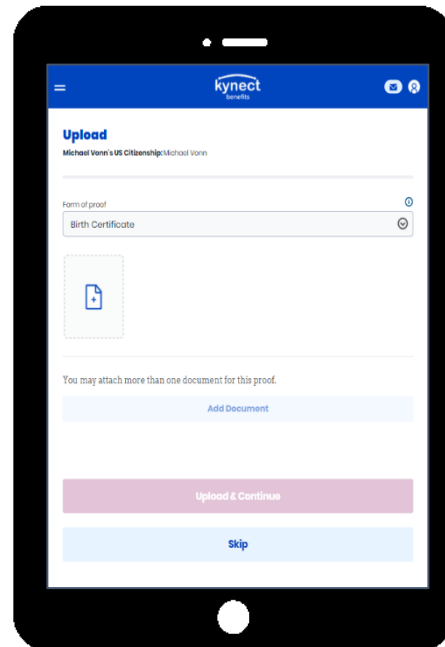 kynect
benefits
Upload
Michael Vonn's US Citizenship:Michael Vonn
Form of proof
Birth Certificate
You may attach more than one document for this proof.
Add Document
Upload & Continue
Skip